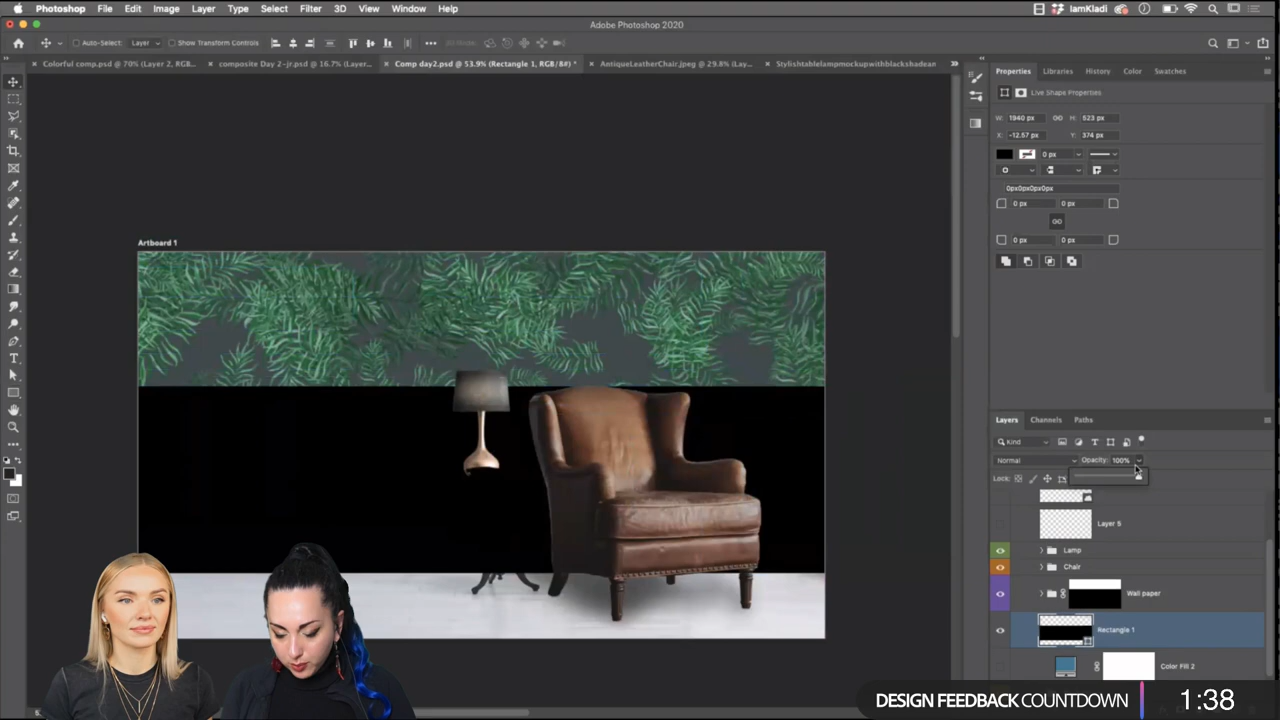 Photoshop File Edit Image Layer Type Select Filter 3D View Window Help IamKladi
Adobe Photoshop 2020
Auto-Select: Layer Show Transform Controls
Colorful comp.psd @ 70% (Layer 2, RGB... composite Day 2-jr.psd @ 16.7% (Layer... Comp day2.psd @ 53.9% (Rectangle 1, RGB/8#) * AntiqueLeatherChair.jpeg @ 29.8% (Lay... Stylishtablelampmockupwithblackshadean
Properties Libraries History Color Swatches
Live Shape Properties
W: 1940 px H: 523 px
X: -12.57 px Y: 374 px
0 px
0px0px0px0px
0 px 0 px
0 px 0 px
Artboard 1
Layers Channels Paths
Kind
Normal Opacity: 100%
Lock:
Layer 5
Lamp
Chair
Wall paper
Rectangle 1
Color Fill 2
DESIGN FEEDBACK COUNTDOWN 1:38